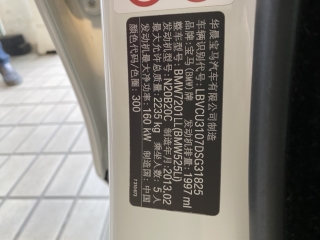 华晨宝马汽车有限公司制造
车辆识别代号: LBVCU3107DSG31825
品牌: 宝马(BMW)牌 发动机排量: 1997 ml
整车型号: BMW7201LL(BMW525Li)
发动机型号: N20B20C 制造年月: 2013.02
最大允许总质量: 2235 kg 乘坐人数: 5人
发动机最大净功率: 160 kW 制造国: 中国
颜色代码/色圈: 300